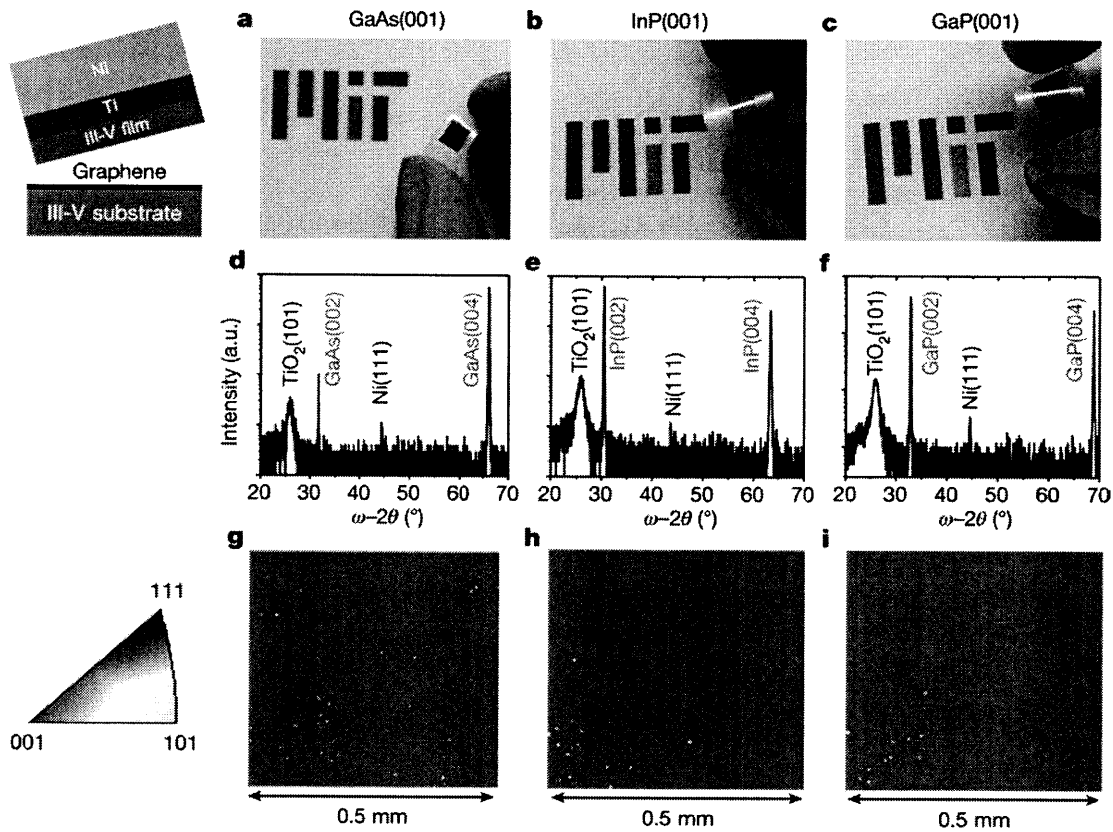 a GaAs(001)
b InP(001)
c GaP(001)
Ni
Ti
III-V film
Graphene
III-V substrate
d
Intensity (a.u.)
TiO₂(101)
GaAs(002)
Ni(111)
GaAs(004)
20 30 40 50 60 70
ω–2θ (°)
e
TiO₂(101)
InP(002)
Ni(111)
InP(004)
20 30 40 50 60 70
ω–2θ (°)
f
TiO₂(101)
GaP(002)
Ni(111)
GaP(004)
20 30 40 50 60 70
ω–2θ (°)
111
001
101
g
0.5 mm
h
0.5 mm
i
0.5 mm